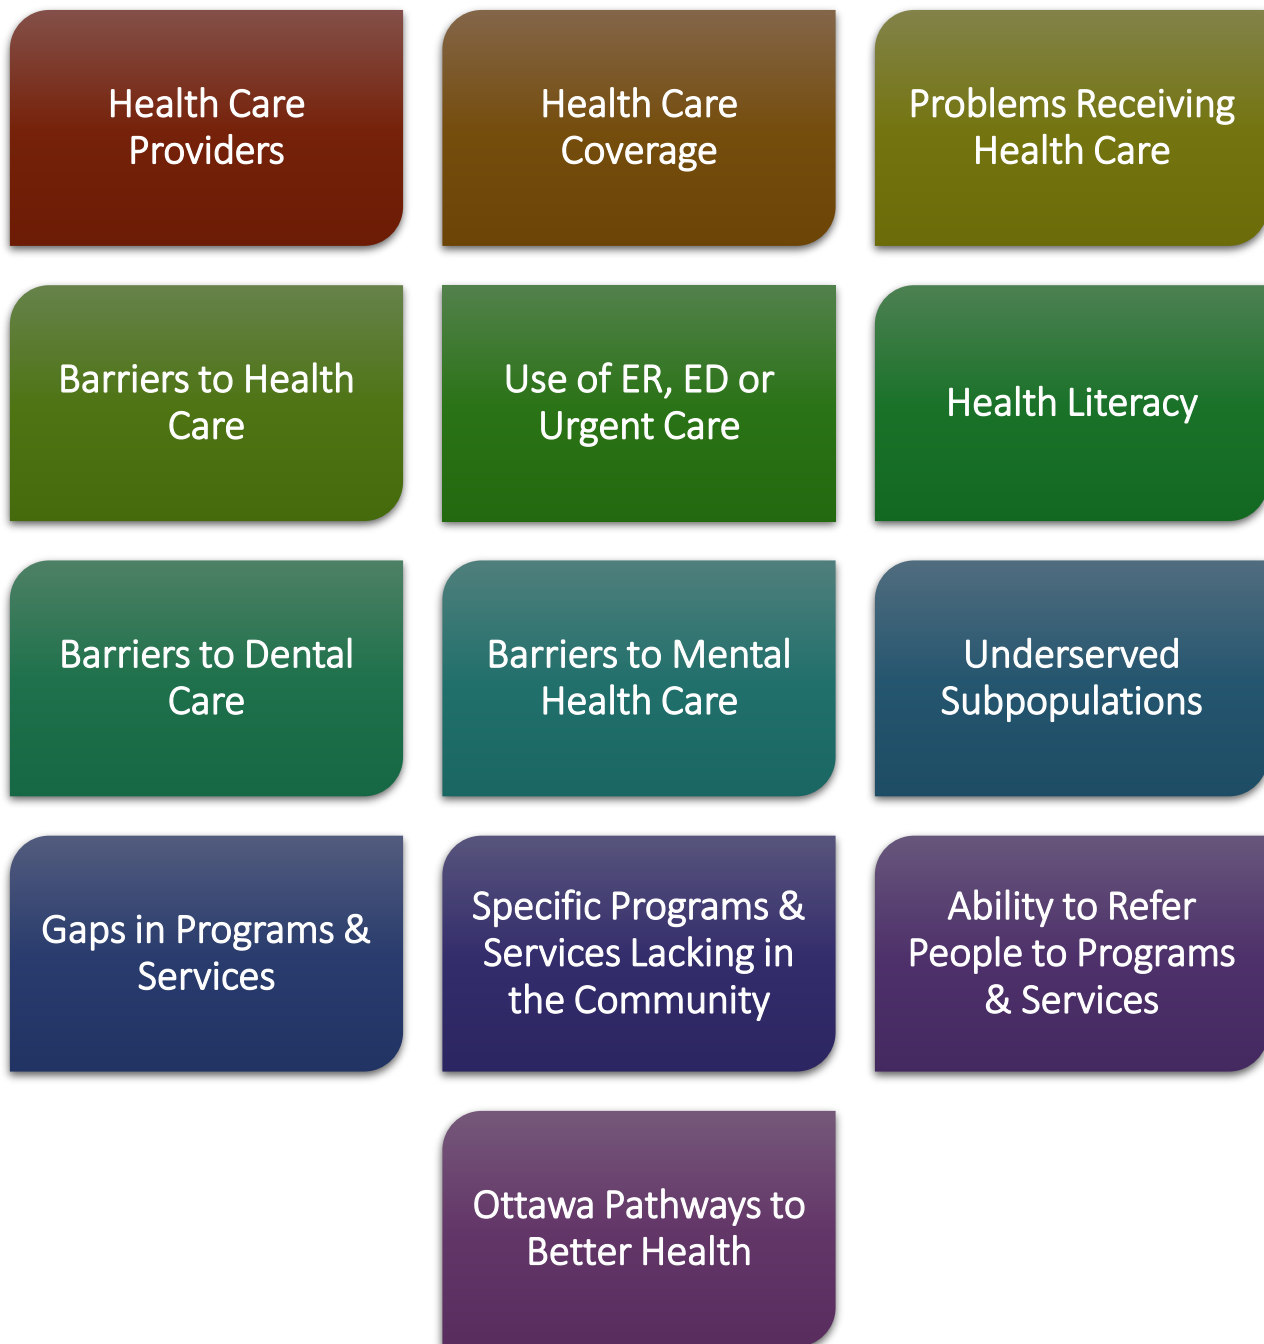 Health Care
Providers
Health Care
Coverage
Problems Receiving
Health Care
Barriers to Health
Care
Use of ER, ED or
Urgent Care
Health Literacy
Barriers to Dental
Care
Barriers to Mental
Health Care
Underserved
Subpopulations
Gaps in Programs &
Services
Specific Programs &
Services Lacking in
the Community
Ability to Refer
People to Programs
& Services
Ottawa Pathways to
Better Health